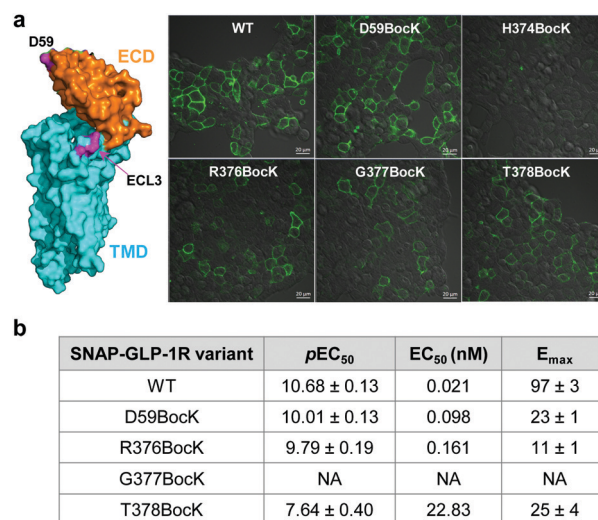 a
D59
ECD
ECL3
TMD
WT
D59BocK
H374BocK
20 µm
20 µm
20 µm
R376BocK
G377BocK
T378BocK
20 µm
20 µm
20 µm
b
SNAP-GLP-1R variant pEC50 EC50 (nM) Emax
WT 10.68 ± 0.13 0.021 97 ± 3
D59BocK 10.01 ± 0.13 0.098 23 ± 1
R376BocK 9.79 ± 0.19 0.161 11 ± 1
G377BocK NA NA NA
T378BocK 7.64 ± 0.40 22.83 25 ± 4